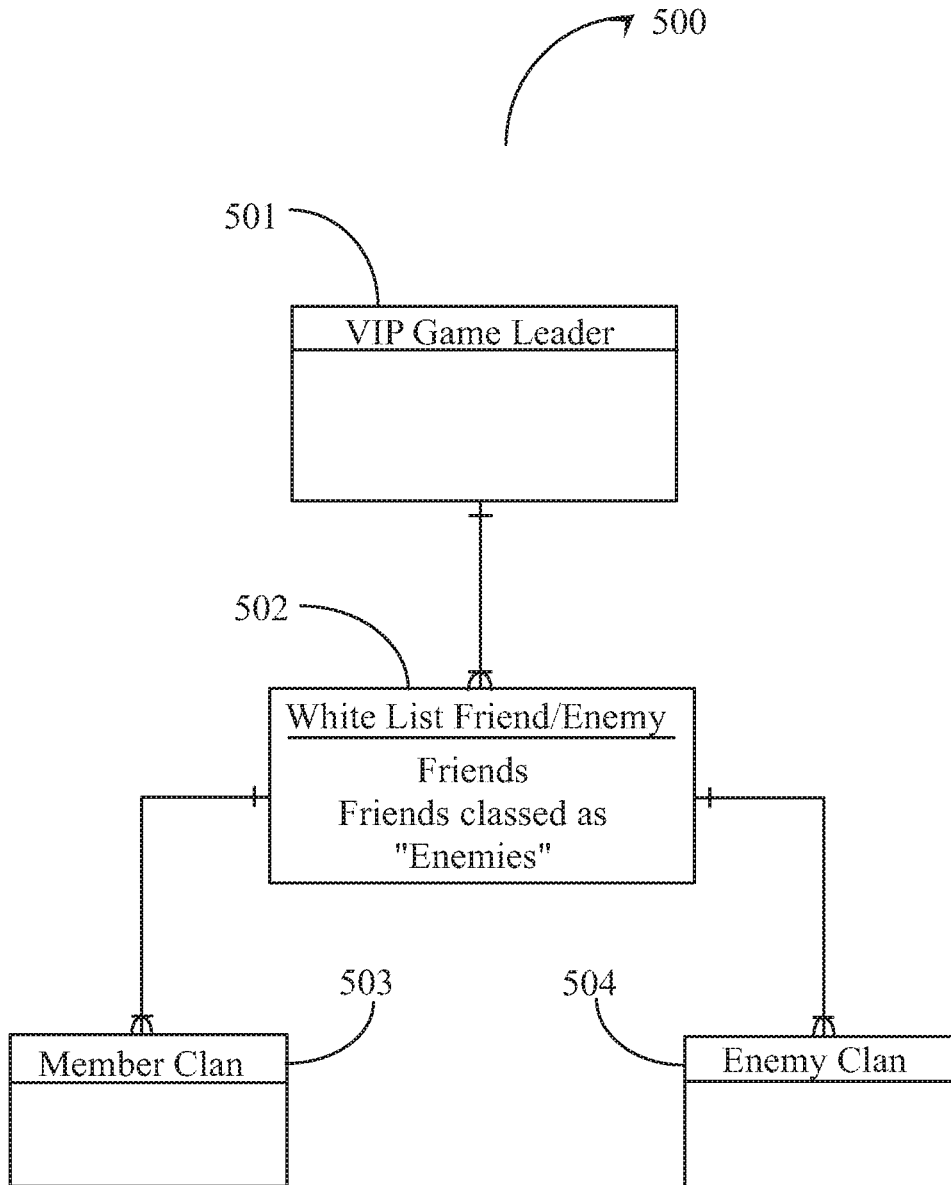 500
501
VIP Game Leader
502
White List Friend/Enemy
Friends
Friends classed as
"Enemies"
503
504
Member Clan
Enemy Clan